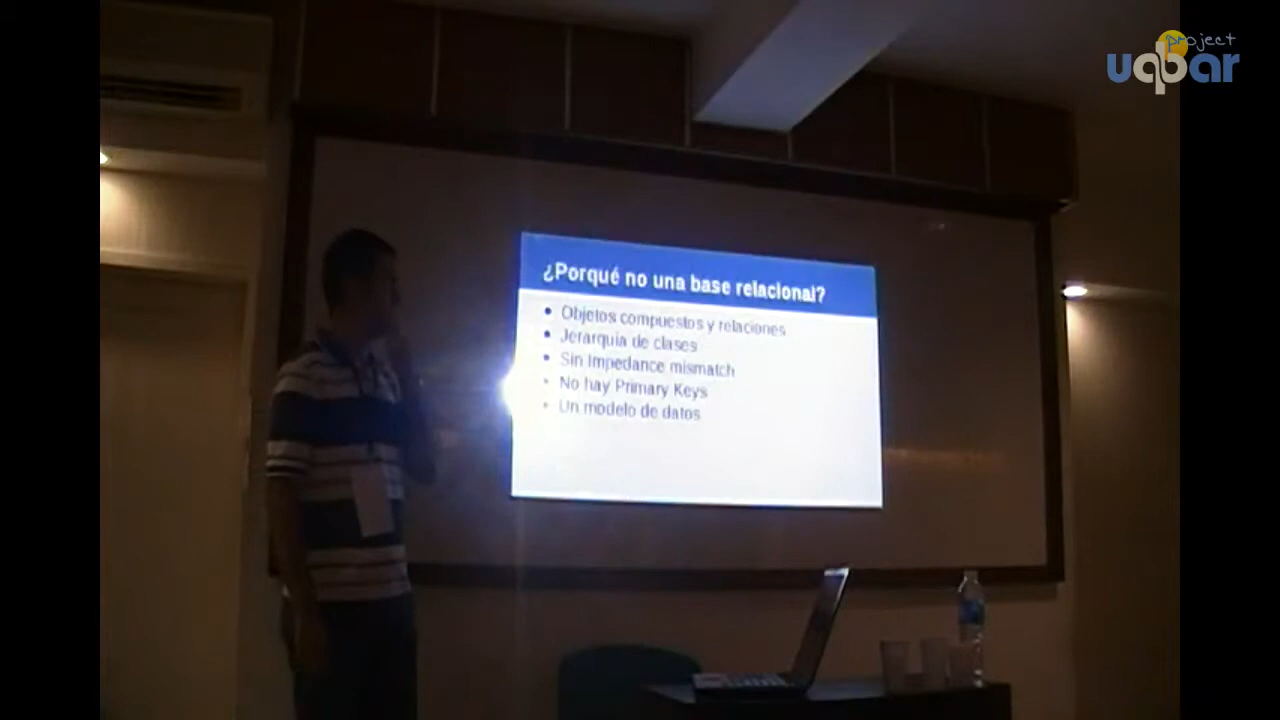 project
uqbar
¿Porqué no una base relacional?
• Objetos compuestos y relaciones
• Jerarquia de clases
• Sin Impedance mismatch
• No hay Primary Keys
• Un modelo de datos